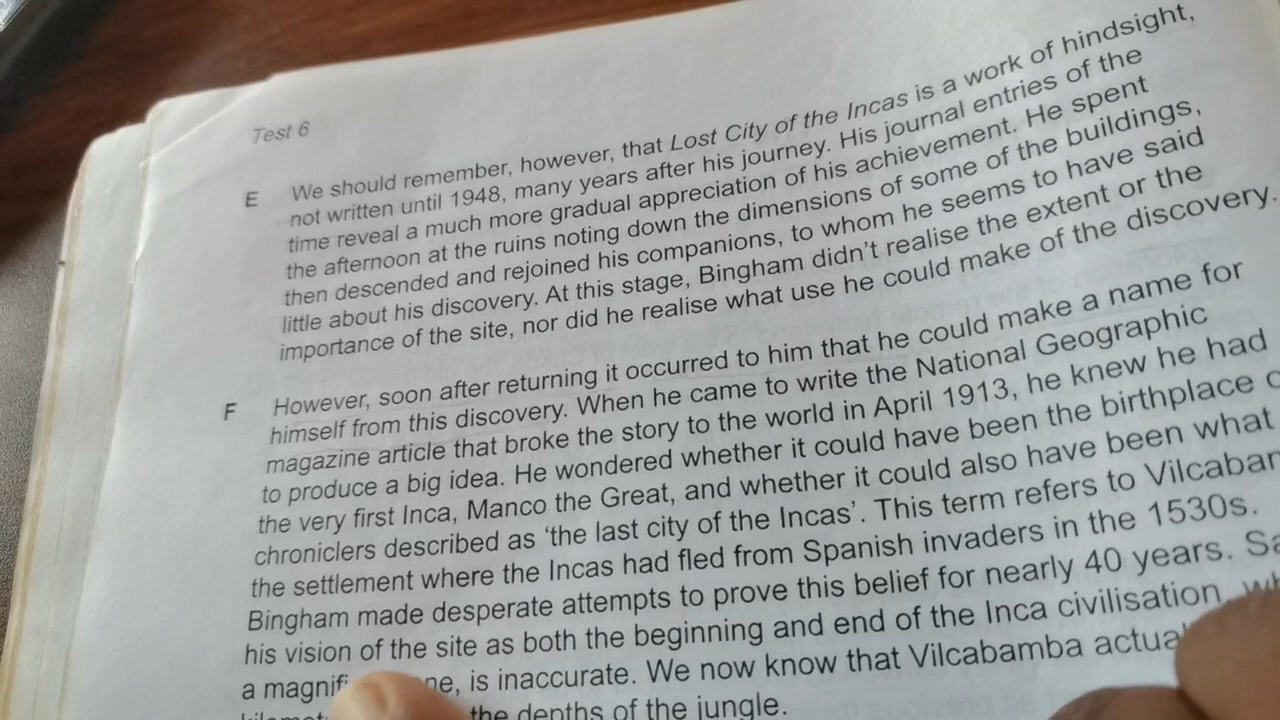 Test 6
E We should remember, however, that Lost City of the Incas is a work of hindsight,
not written until 1948, many years after his journey. His journal entries of the
time reveal a much more gradual appreciation of his achievement. He spent
the afternoon at the ruins noting down the dimensions of some of the buildings,
then descended and rejoined his companions, to whom he seems to have said
little about his discovery. At this stage, Bingham didn't realise the extent or the
importance of the site, nor did he realise what use he could make of the discovery.
F However, soon after returning it occurred to him that he could make a name for
himself from this discovery. When he came to write the National Geographic
magazine article that broke the story to the world in April 1913, he knew he had
to produce a big idea. He wondered whether it could have been the birthplace
the very first Inca, Manco the Great, and whether it could also have been what
chroniclers described as 'the last city of the Incas'. This term refers to
the settlement where the Incas had fled from Spanish invaders in the 1530s.
Bingham made desperate attempts to prove this belief for nearly 40 years.
his vision of the site as both the beginning and end of the Inca civilisation,
a is inaccurate. We now know that Vilcabamba
the depths of the jungle.